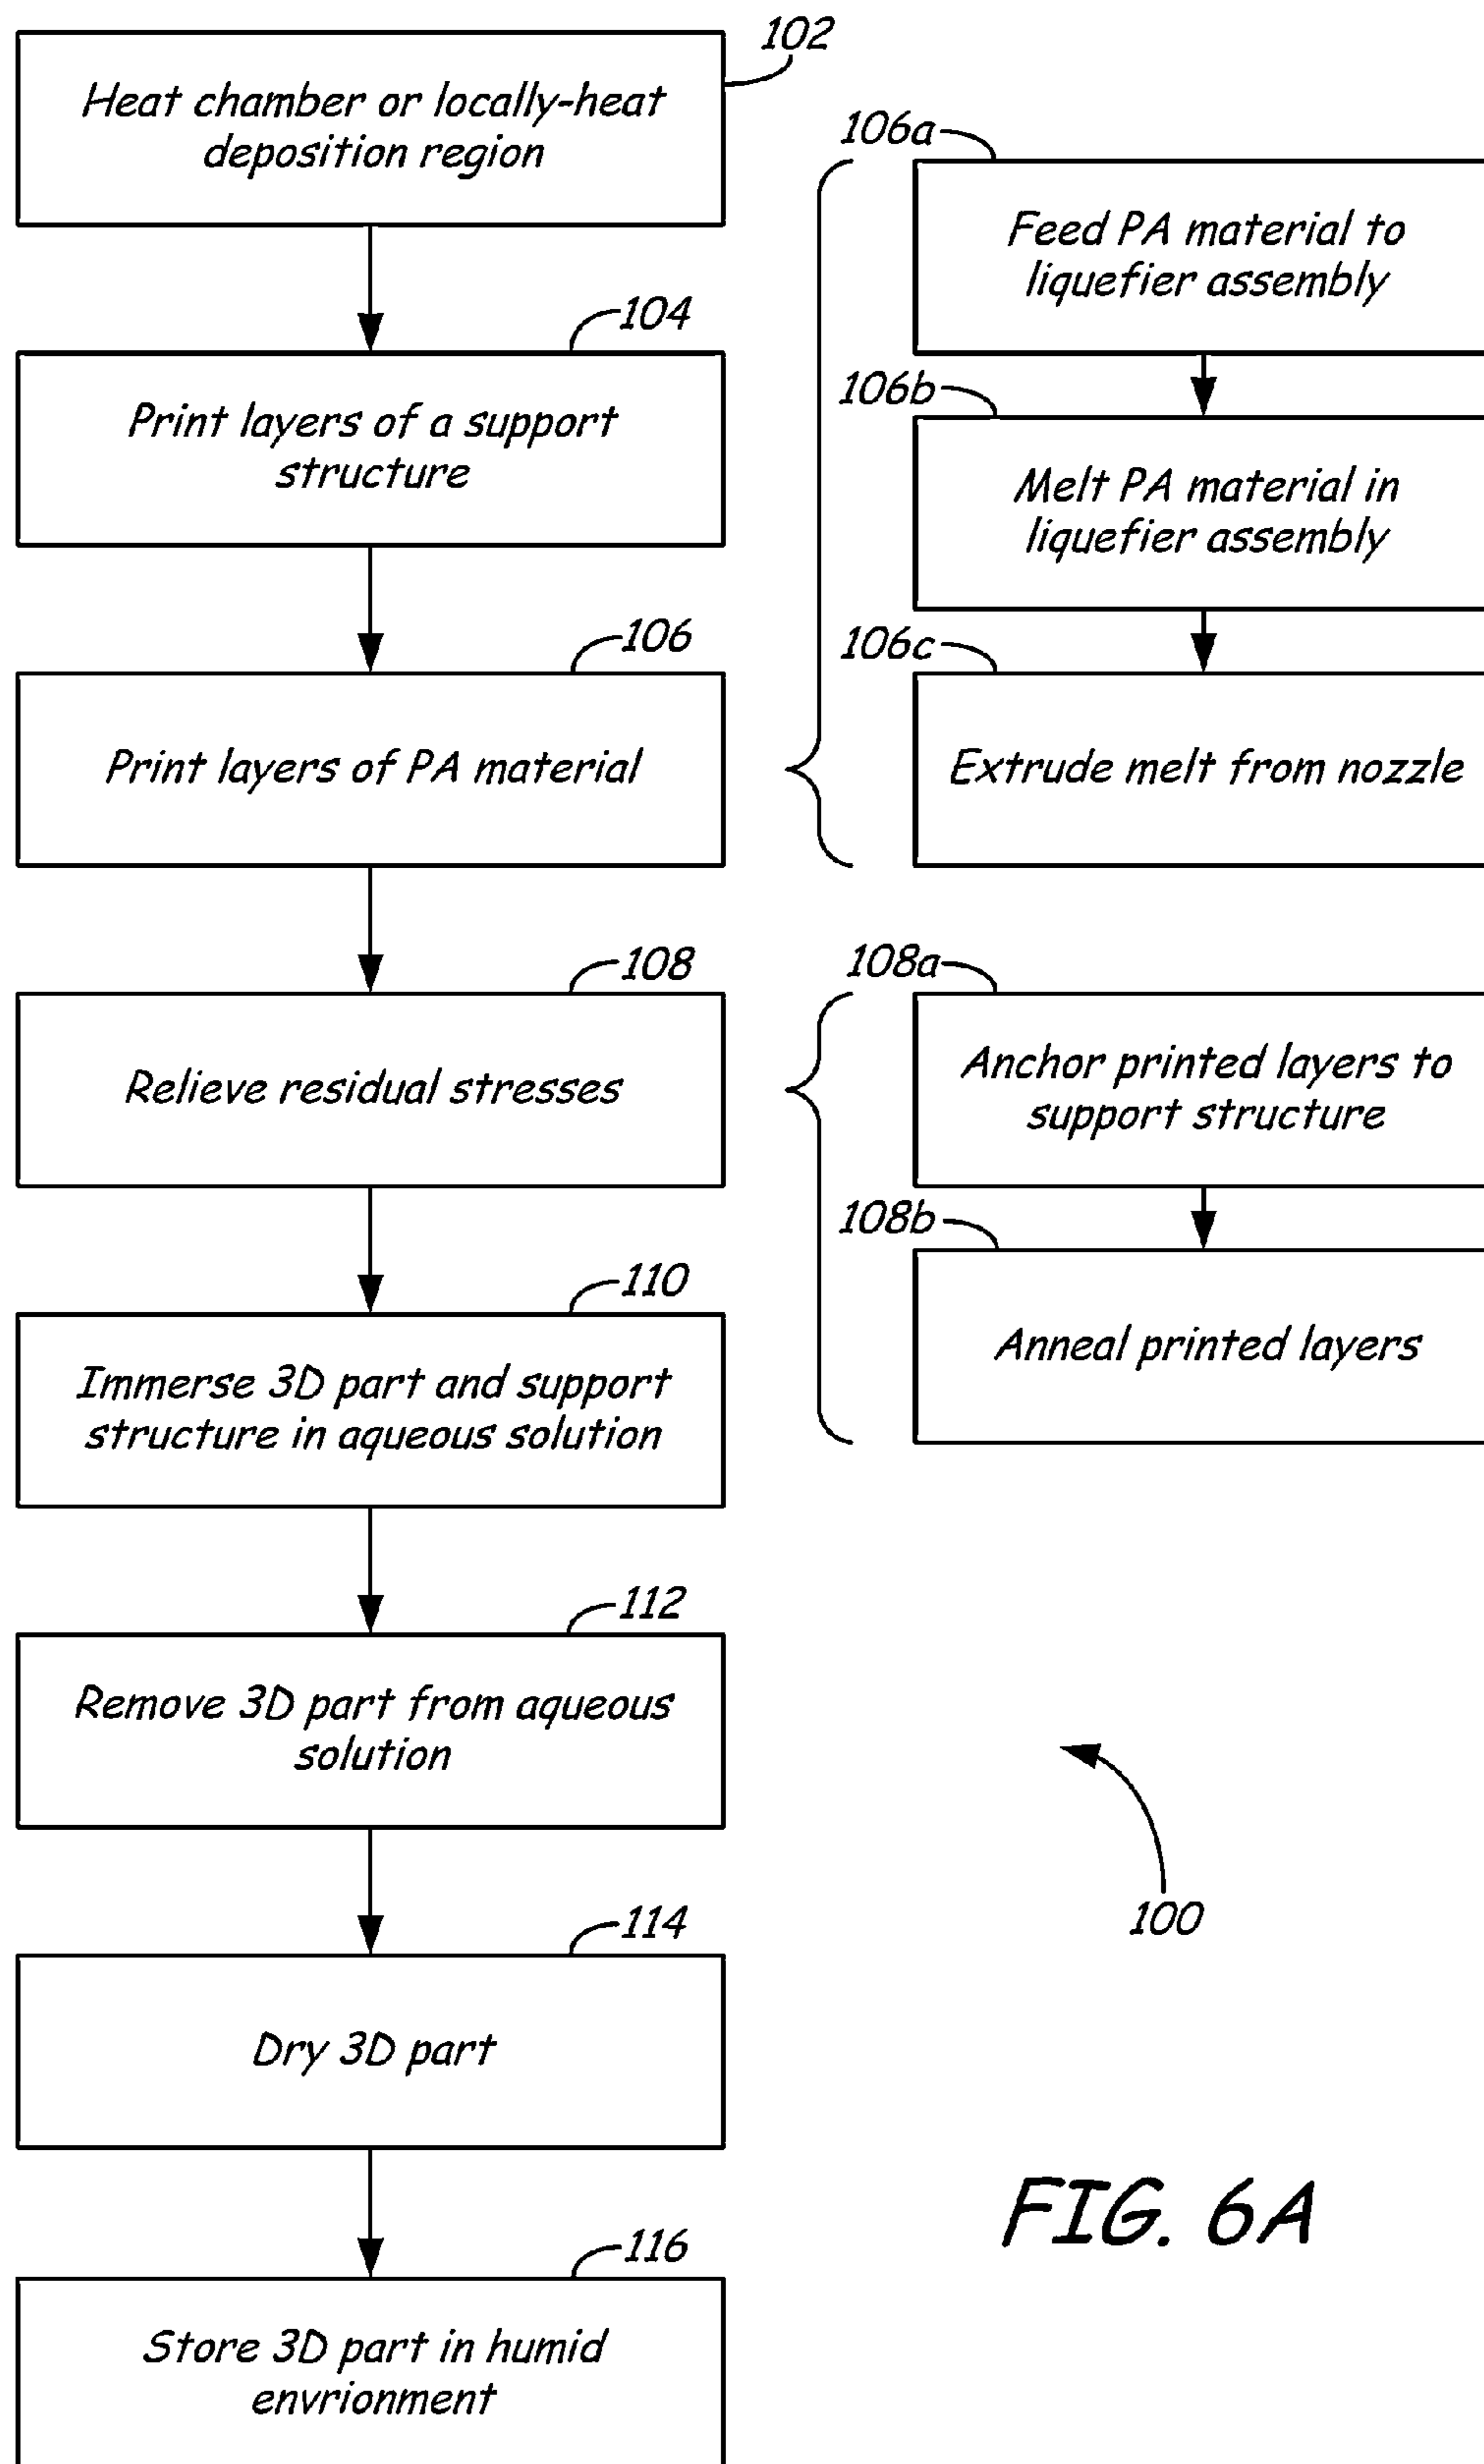 102
Heat chamber or locally-heat
deposition region
104
Print layers of a support
structure
106
Print layers of PA material
106a
Feed PA material to
liquefier assembly
106b
Melt PA material in
liquefier assembly
106c
Extrude melt from nozzle
108
Relieve residual stresses
108a
Anchor printed layers to
support structure
108b
Anneal printed layers
110
Immerse 3D part and support
structure in aqueous solution
112
Remove 3D part from aqueous
solution
114
Dry 3D part
116
Store 3D part in humid
envrionment
100
FIG. 6A